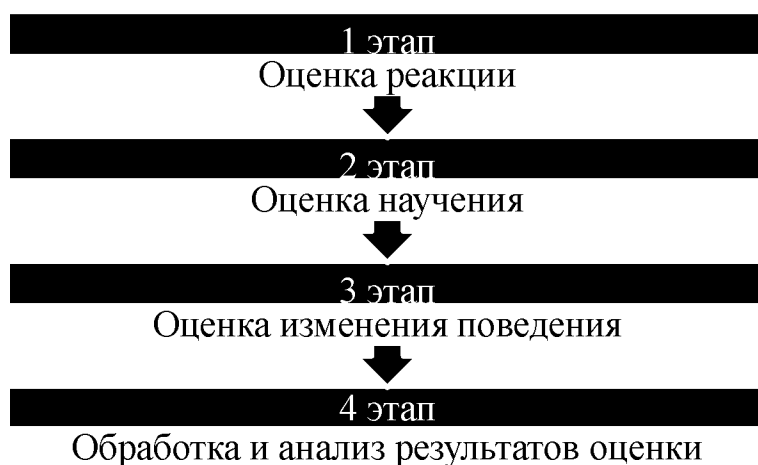 1 этап
Оценка реакции
2 этап
Оценка научения
3 этап
Оценка изменения поведения
4 этап
Обработка и анализ результатов оценки